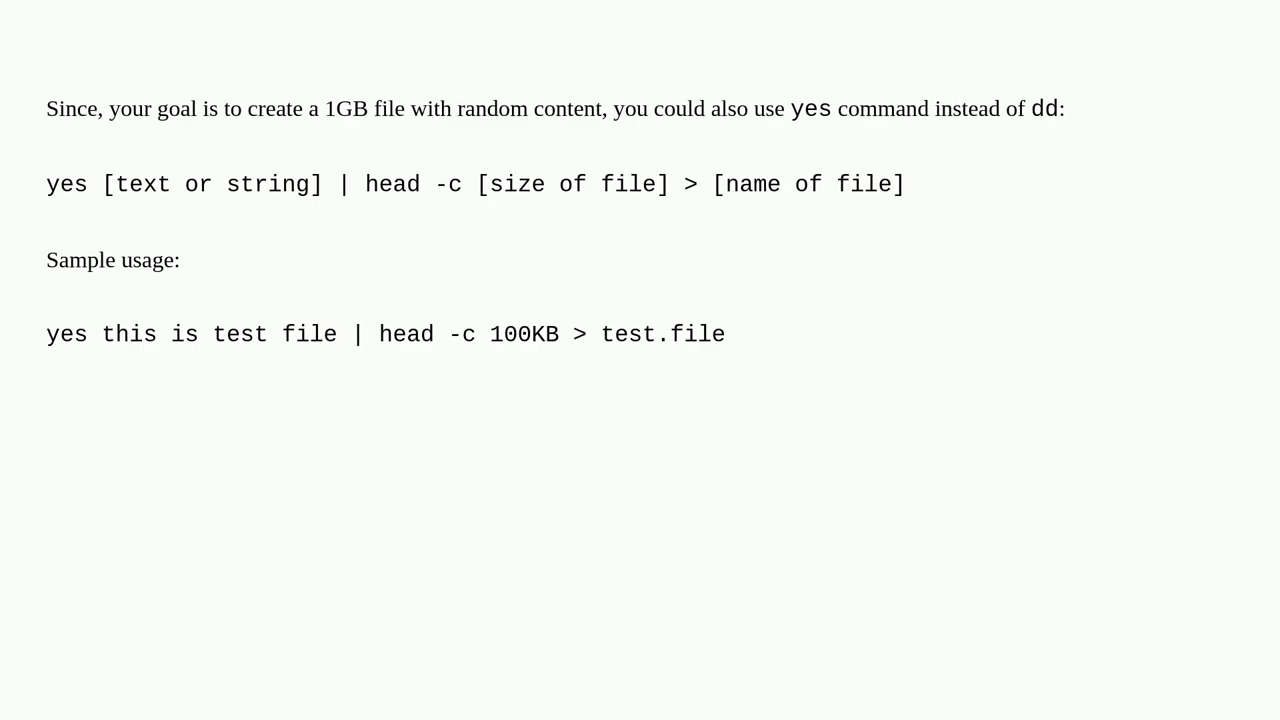 Since, your goal is to create a 1GB file with random content, you could also use yes command instead of dd:
yes [text or string] | head -c [size of file] > [name of file]
Sample usage:
yes this is test file | head -c 100KB > test.file